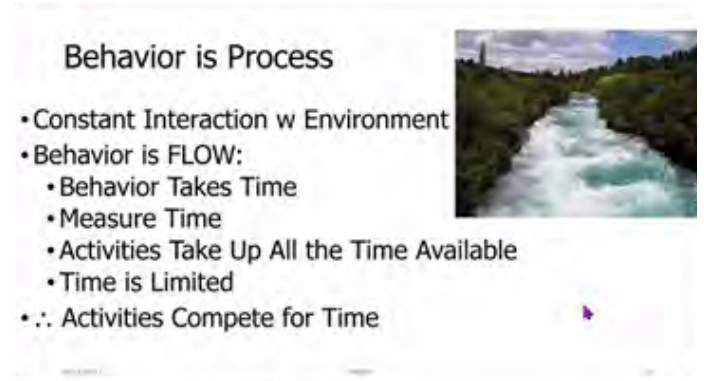 Behavior is Process
• Constant Interaction w Environment
• Behavior is FLOW:
• Behavior Takes Time
• Measure Time
• Activities Take Up All the Time Available
• Time is Limited
• ∴ Activities Compete for Time